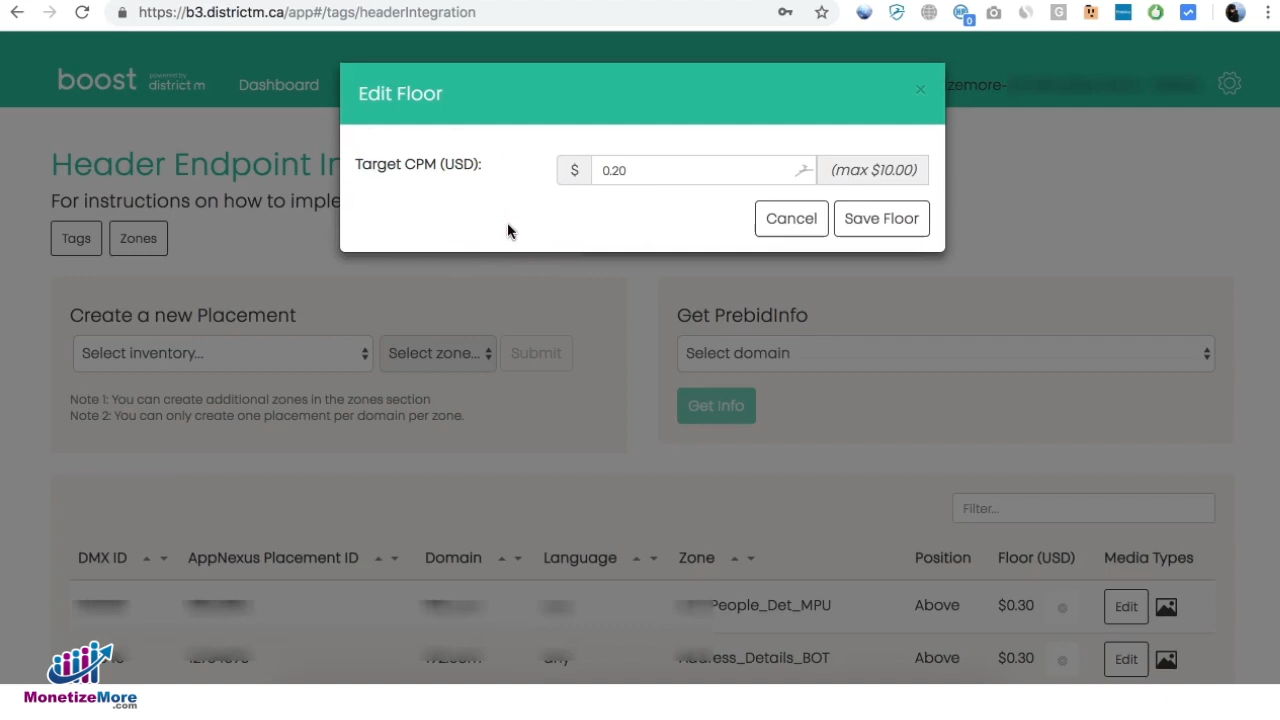 https://b3.districtm.ca/app#/tags/headerIntegration
0
boost
powered by
district m
Dashboard
zemore-
Edit Floor
×
Target CPM (USD):
$ 0.20 (max $10.00)
Cancel Save Floor
Header Endpoint In
For instructions on how to imple
Tags Zones
Create a new Placement
Select inventory... Select zone... Submit
Note 1: You can create additional zones in the zones section
Note 2: You can only create one placement per domain per zone.
Get PrebidInfo
Select domain
Get Info
Filter...
DMX ID AppNexus Placement ID Domain Language Zone Position Floor (USD) Media Types
People_Det_MPU Above $0.30 Edit
ess_Details_BOT Above $0.30 Edit
MonetizeMore
.com